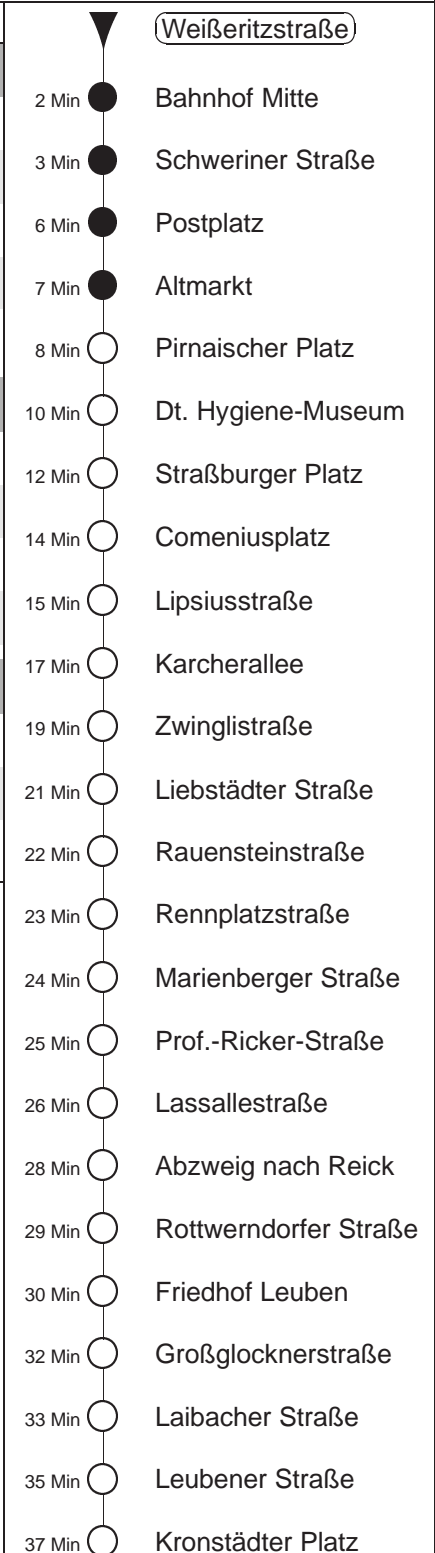 Weißeritzstraße
2 Min Bahnhof Mitte
3 Min Schweriner Straße
6 Min Postplatz
7 Min Altmarkt
8 Min Pirnaischer Platz
10 Min Dt. Hygiene-Museum
12 Min Straßburger Platz
14 Min Comeniusplatz
15 Min Lipsiusstraße
17 Min Karcherallee
19 Min Zwinglistraße
21 Min Liebstädter Straße
22 Min Rauensteinstraße
23 Min Rennplatzstraße
24 Min Marienberger Straße
25 Min Prof.-Ricker-Straße
26 Min Lassallestraße
28 Min Abzweig nach Reick
29 Min Rottwerndorfer Straße
30 Min Friedhof Leuben
32 Min Großglocknerstraße
33 Min Laibacher Straße
35 Min Leubener Straße
37 Min Kronstädter Platz